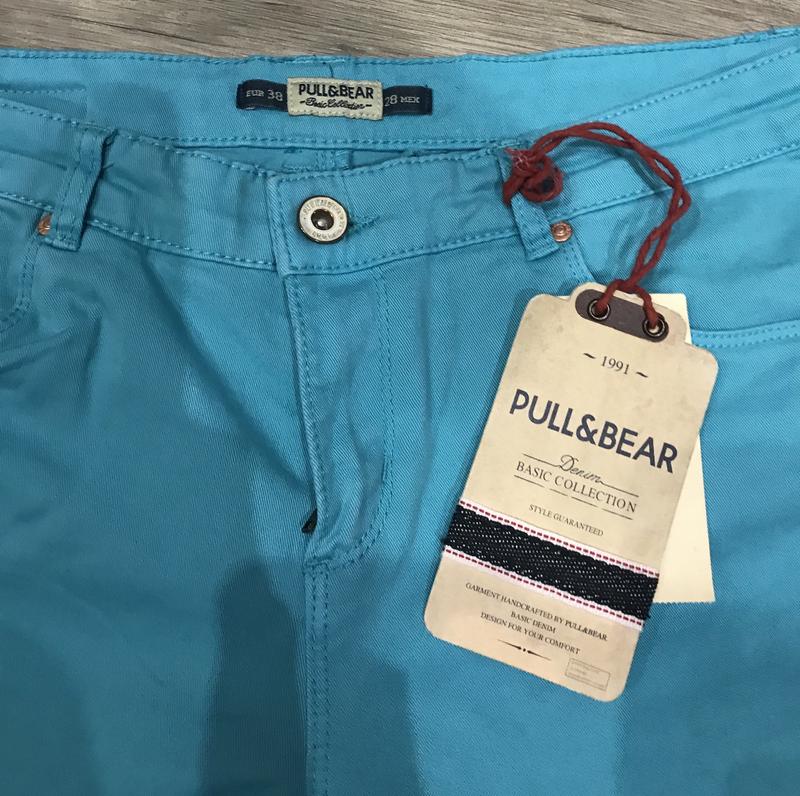 EUR 38
PULL&BEAR
Basic Collection
28 MEX
~ 1991 ~
PULL&BEAR
Denim
BASIC COLLECTION
STYLE GUARANTEED
GARMENT HANDCRAFTED BY PULL&BEAR
BASIC DENIM
DESIGN FOR YOUR COMFORT